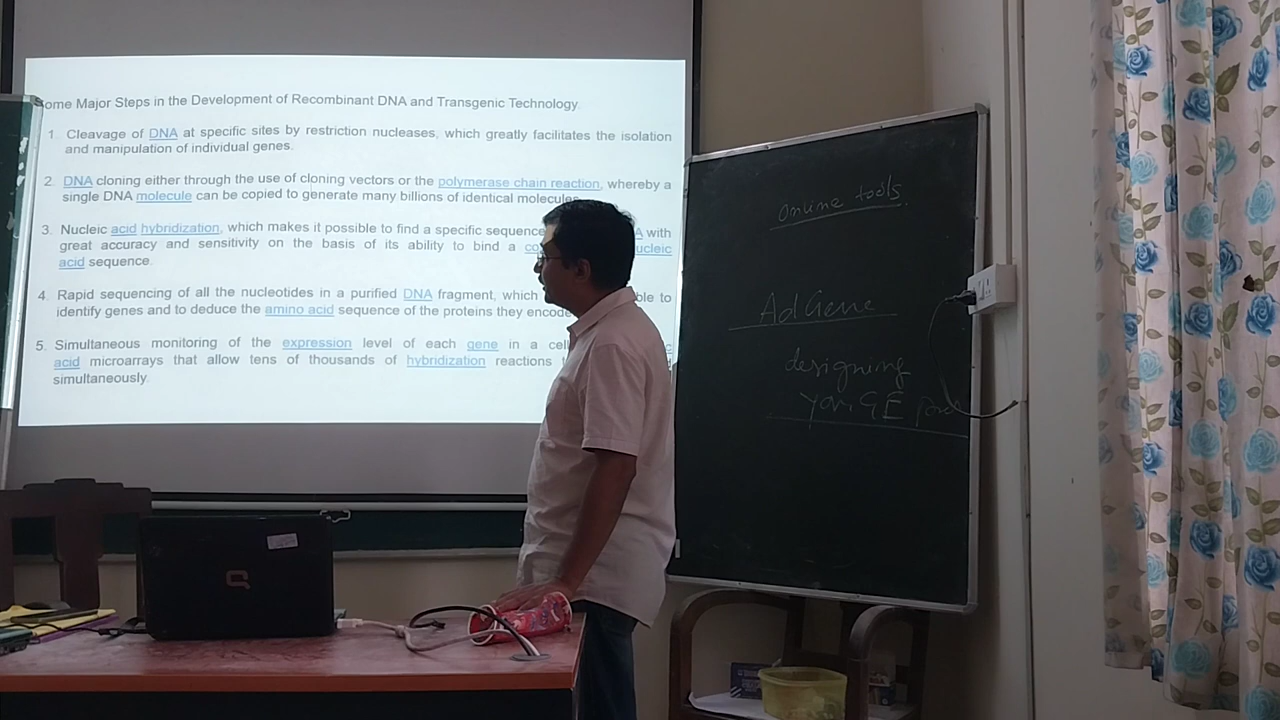 Some Major Steps in the Development of Recombinant DNA and Transgenic Technology
1. Cleavage of DNA at specific sites by restriction nucleases, which greatly facilitates the isolation
and manipulation of individual genes.
2. DNA cloning either through the use of cloning vectors or the polymerase chain reaction, whereby a
single DNA molecule can be copied to generate many billions of identical molecules
3. Nucleic acid hybridization, which makes it possible to find a specific sequence with
great accuracy and sensitivity on the basis of its ability to bind a
acid sequence.
4. Rapid sequencing of all the nucleotides in a purified DNA fragment, which to
identify genes and to deduce the amino acid sequence of the proteins they encode
5. Simultaneous monitoring of the expression level of each gene in a
acid microarrays that allow tens of thousands of hybridization reactions
simultaneously.
Online tools
AdGene
designing
your GE